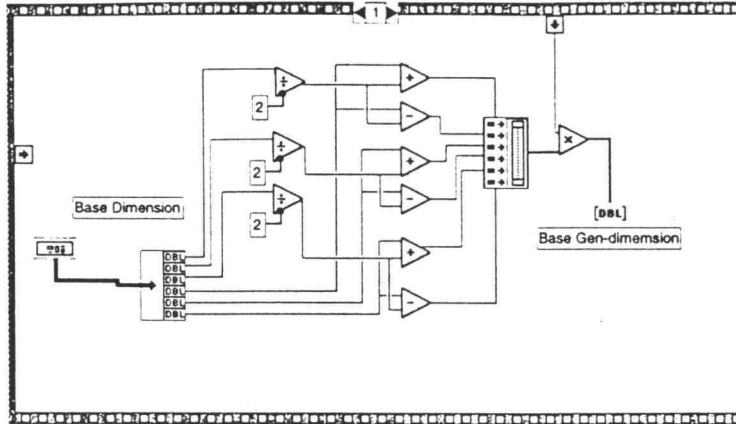 1
÷
+
2
−
÷
+
×
2
−
÷
Base Dimension
2
[DBL]
+
Base Gen-dimemsion
DBL
DBL
DBL
DBL
−
DBL
DBL